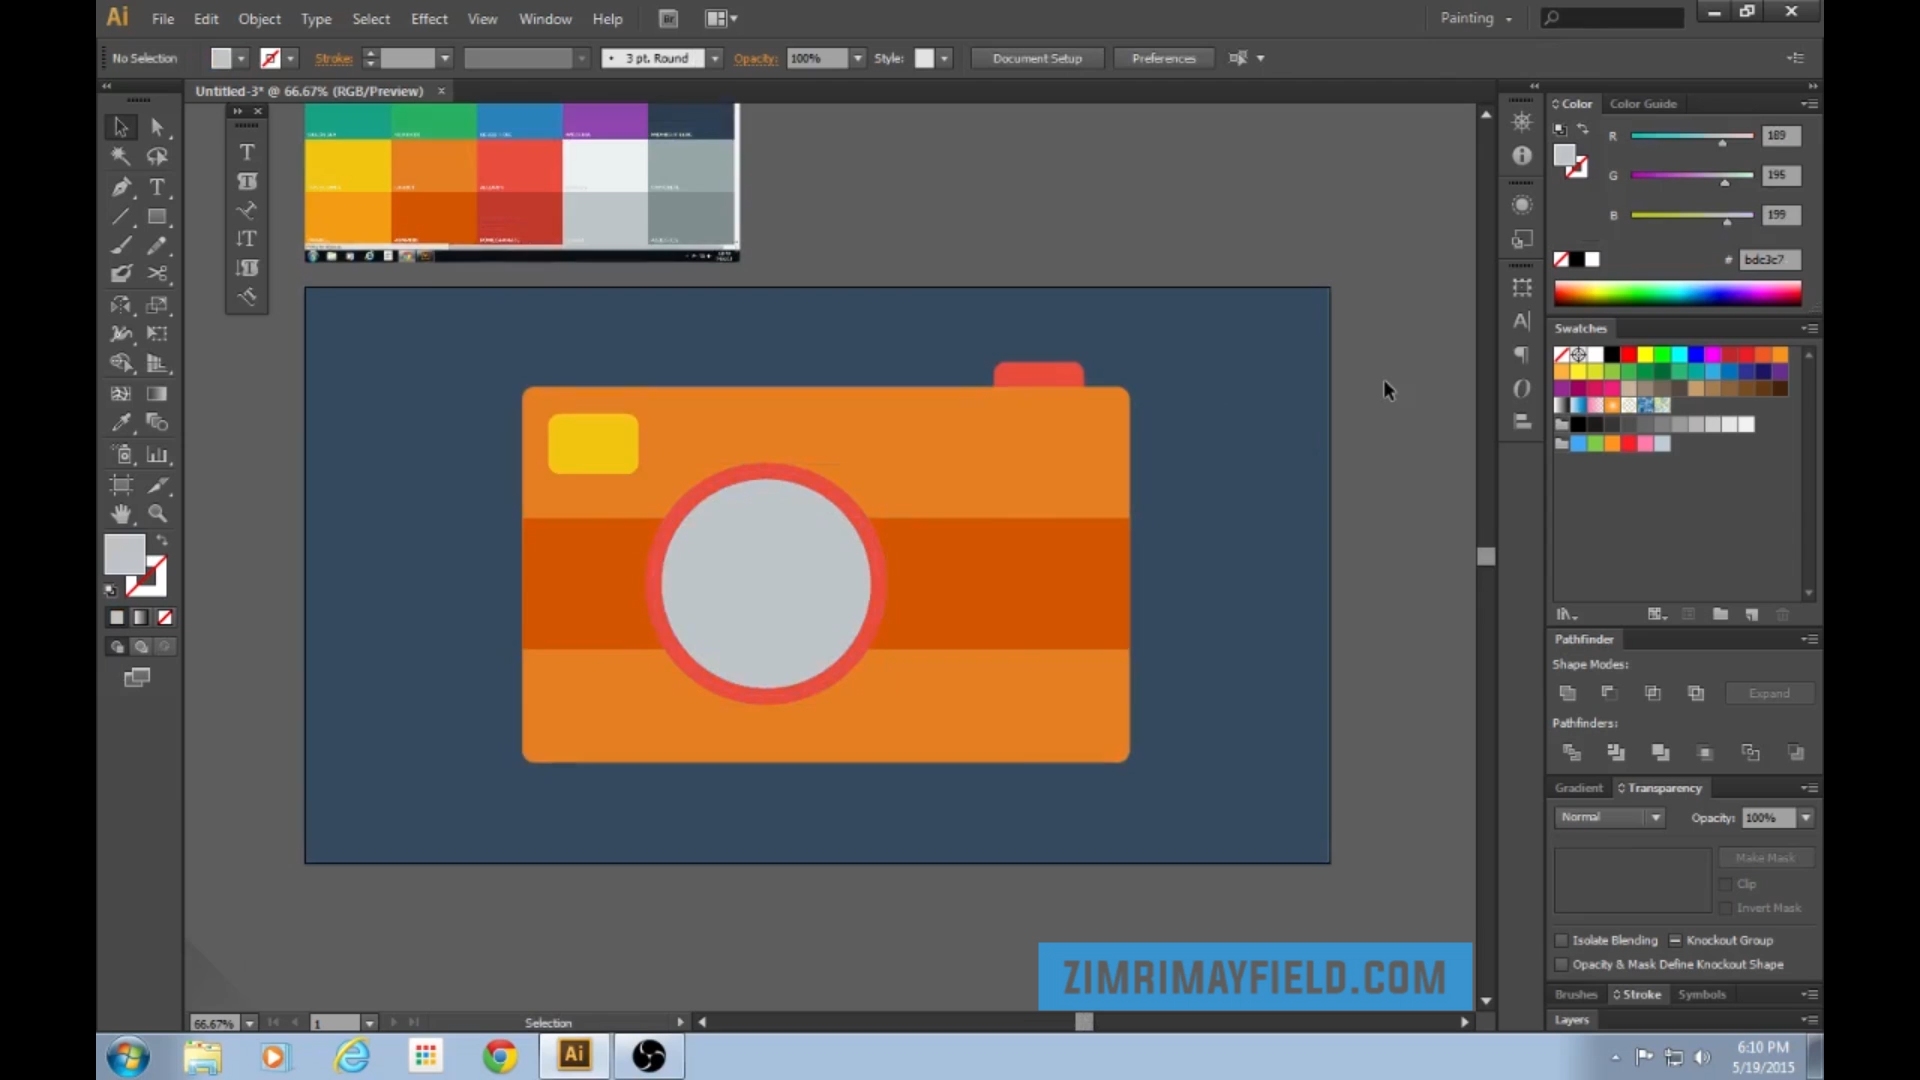 Ai File Edit Object Type Select Effect View Window Help Br Painting
No Selection Stroke: 3 pt. Round Opacity: 100% Style: Document Setup Preferences
Untitled-3* @ 66.67% (RGB/Preview)
Color Color Guide
R 189
G 195
B 199
# bdc3c7
Swatches
Pathfinder
Shape Modes:
Expand
Pathfinders:
Gradient Transparency
Normal Opacity: 100%
Make Mask
Clip
Invert Mask
Isolate Blending Knockout Group
Opacity & Mask Define Knockout Shape
Brushes Stroke Symbols
Layers
ZIMRIMAYFIELD.COM
66.67% 1 Selection
Ai
6:10 PM
5/19/2015